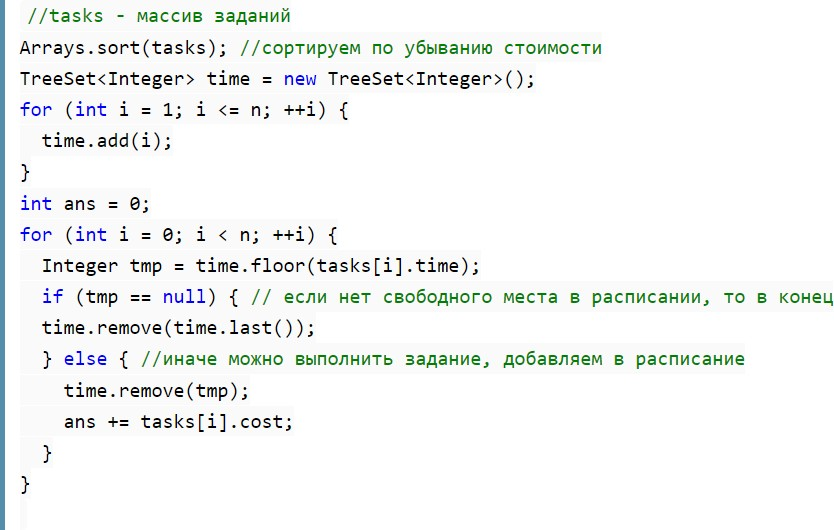 //tasks - массив заданий
Arrays.sort(tasks); //сортируем по убыванию стоимости
TreeSet<Integer> time = new TreeSet<Integer>();
for (int i = 1; i <= n; ++i) {
  time.add(i);
}
int ans = 0;
for (int i = 0; i < n; ++i) {
  Integer tmp = time.floor(tasks[i].time);
  if (tmp == null) { // если нет свободного места в расписании, то в конец
  time.remove(time.last());
  } else { //иначе можно выполнить задание, добавляем в расписание
    time.remove(tmp);
    ans += tasks[i].cost;
  }
}